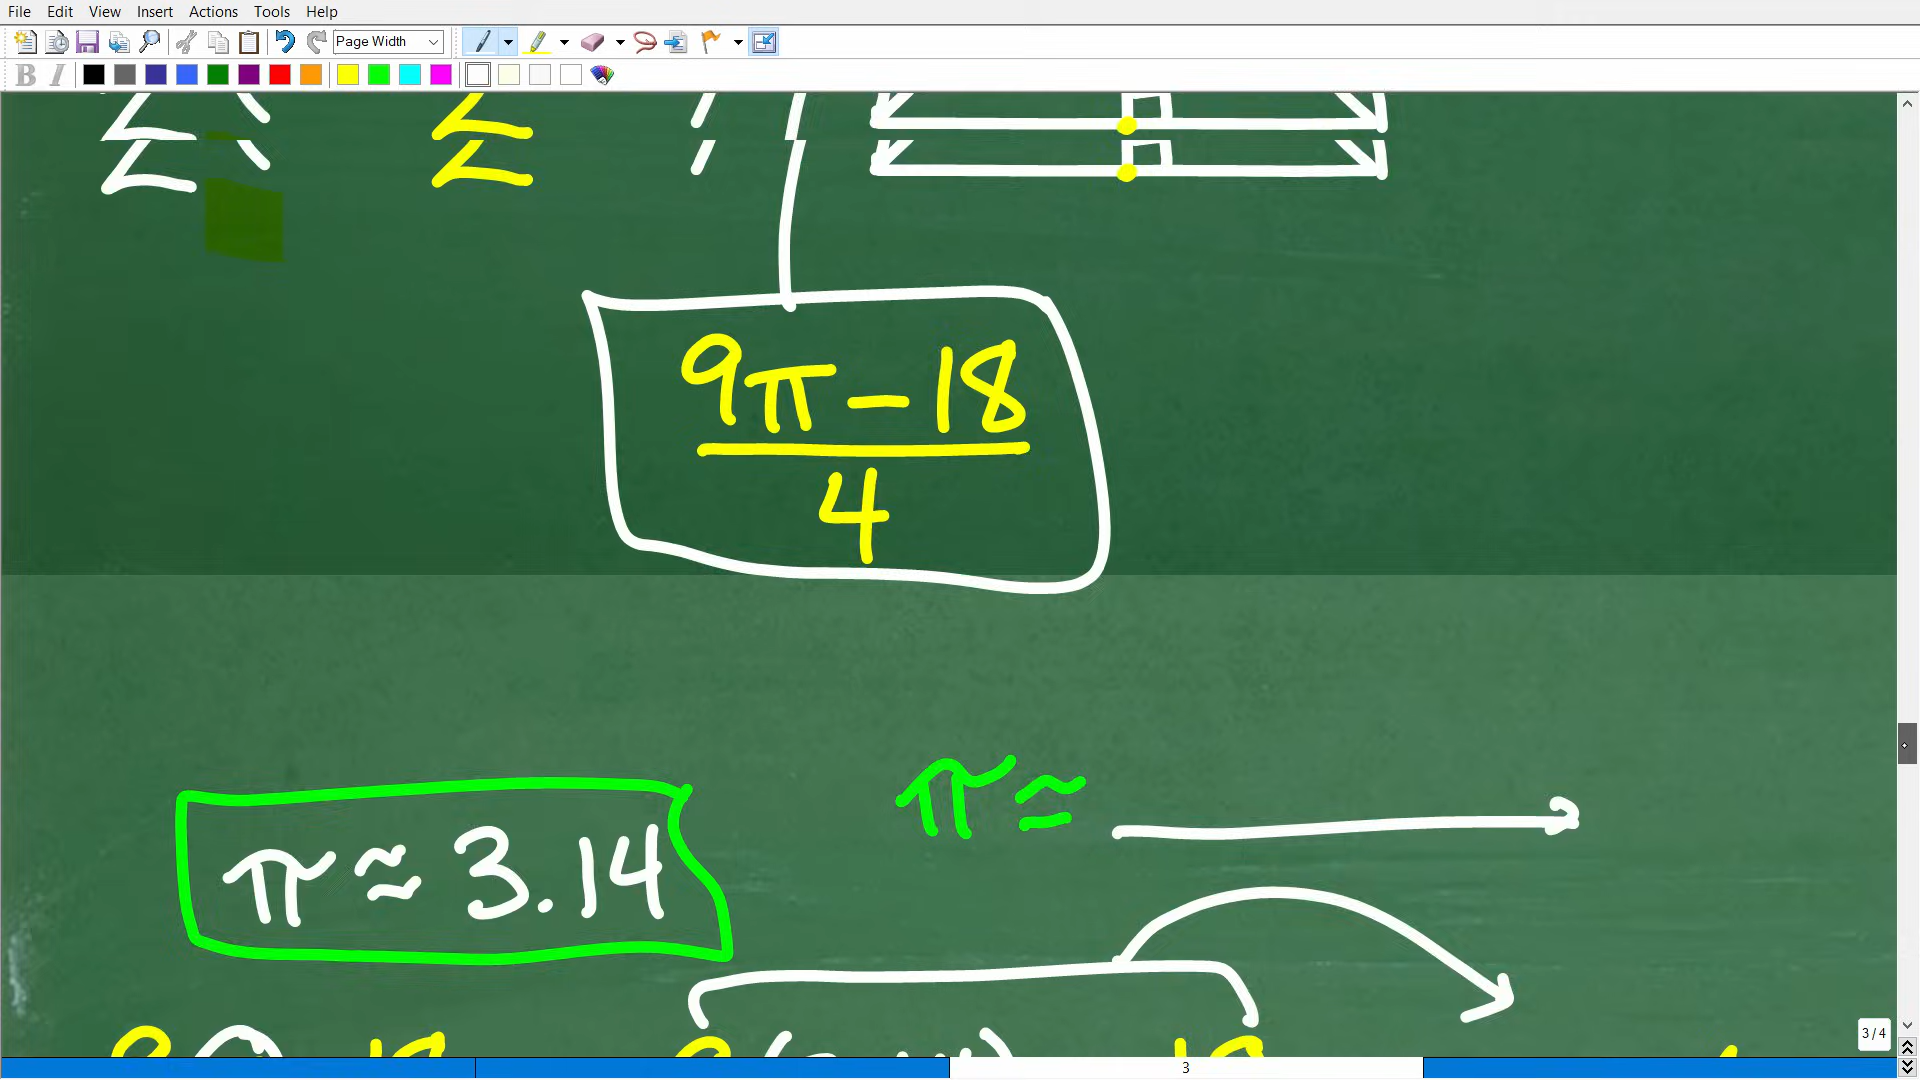 File Edit View Insert Actions Tools Help
Page Width
B I
9π - 18
4
π ≈
π ≈ 3.14
3 / 4
3